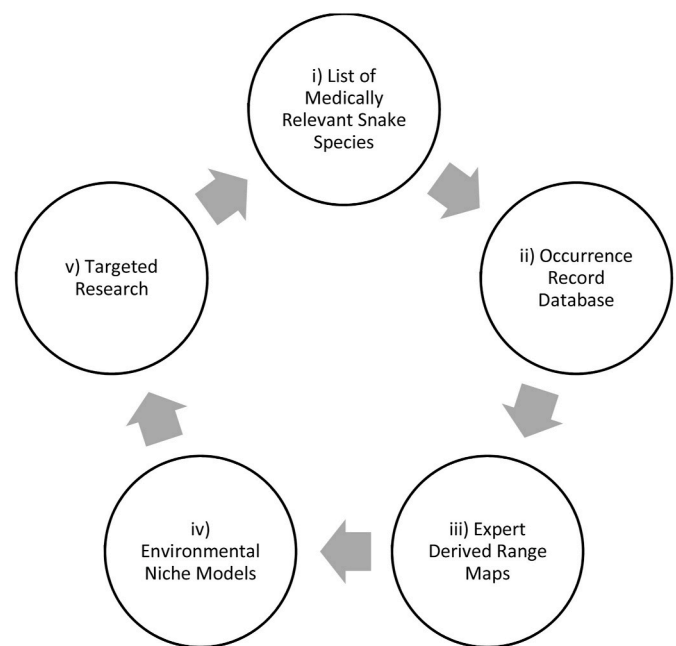 i) List of
Medically
Relevant Snake
Species
ii) Occurrence
Record
Database
iii) Expert
Derived Range
Maps
iv)
Environmental
Niche Models
v) Targeted
Research